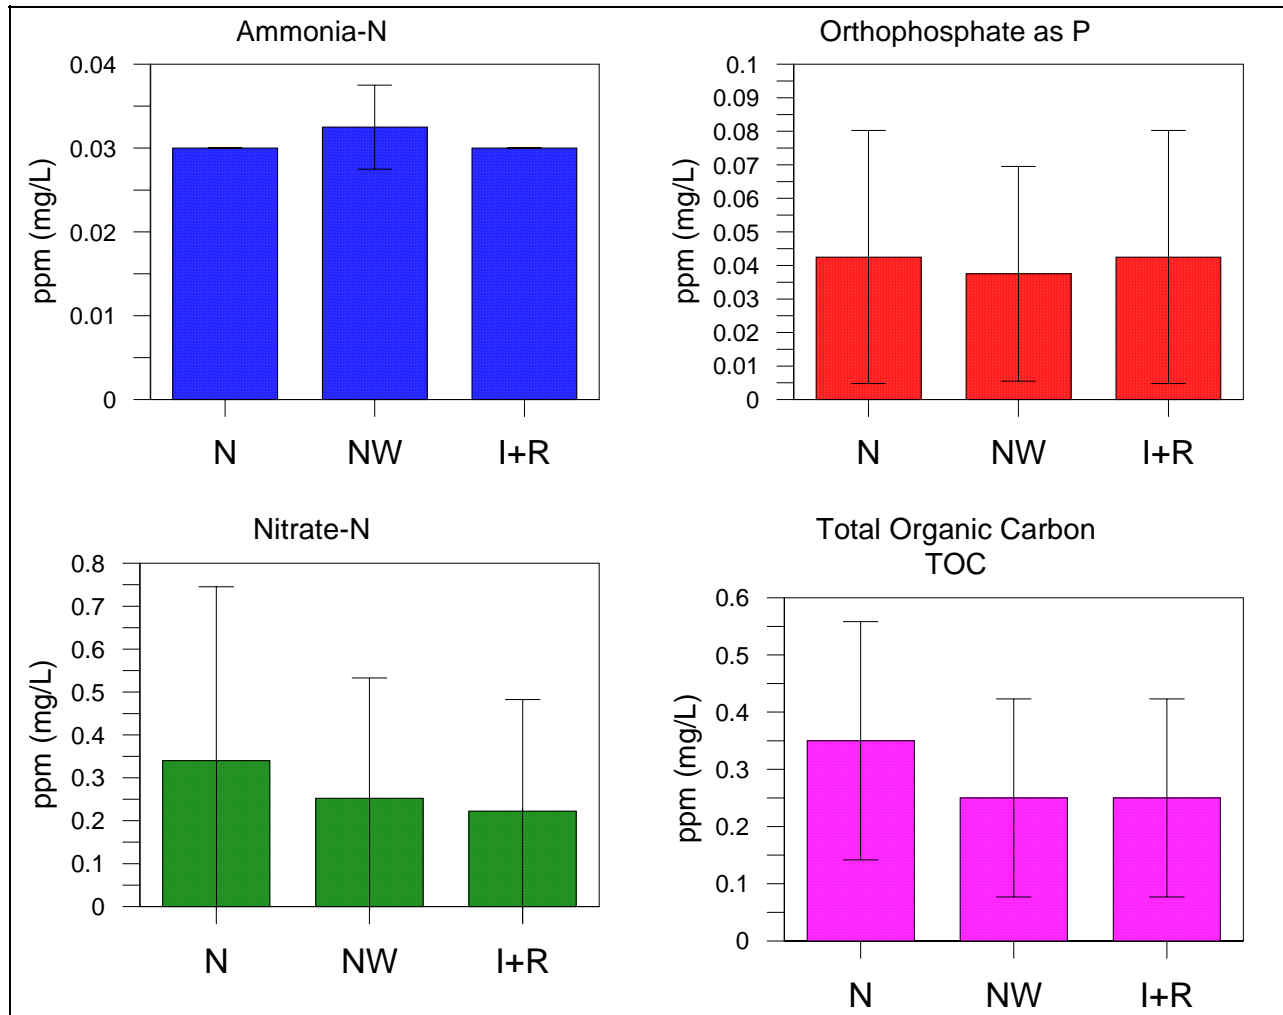 Ammonia-N
ppm (mg/L)
0.04
0.03
0.02
0.01
0
N NW I+R
Orthophosphate as P
ppm (mg/L)
0.1
0.09
0.08
0.07
0.06
0.05
0.04
0.03
0.02
0.01
0
N NW I+R
Nitrate-N
ppm (mg/L)
0.8
0.7
0.6
0.5
0.4
0.3
0.2
0.1
0
N NW I+R
Total Organic Carbon
TOC
ppm (mg/L)
0.6
0.5
0.4
0.3
0.2
0.1
0
N NW I+R